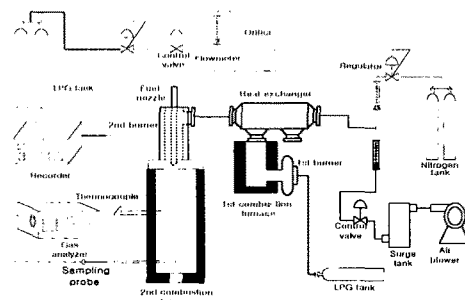 Orifice
Control
valve
Flowmeter
LPG tank
Fuel
nozzle
Regulator
Heat exchanger
2nd burner
1st burner
Nitrogen
tank
Recorder
Thermocouple
1st combustion
furnace
Control
valve
Surge
tank
Air
blower
Gas
analyzer
Sampling
probe
2nd combustion
LPG tank